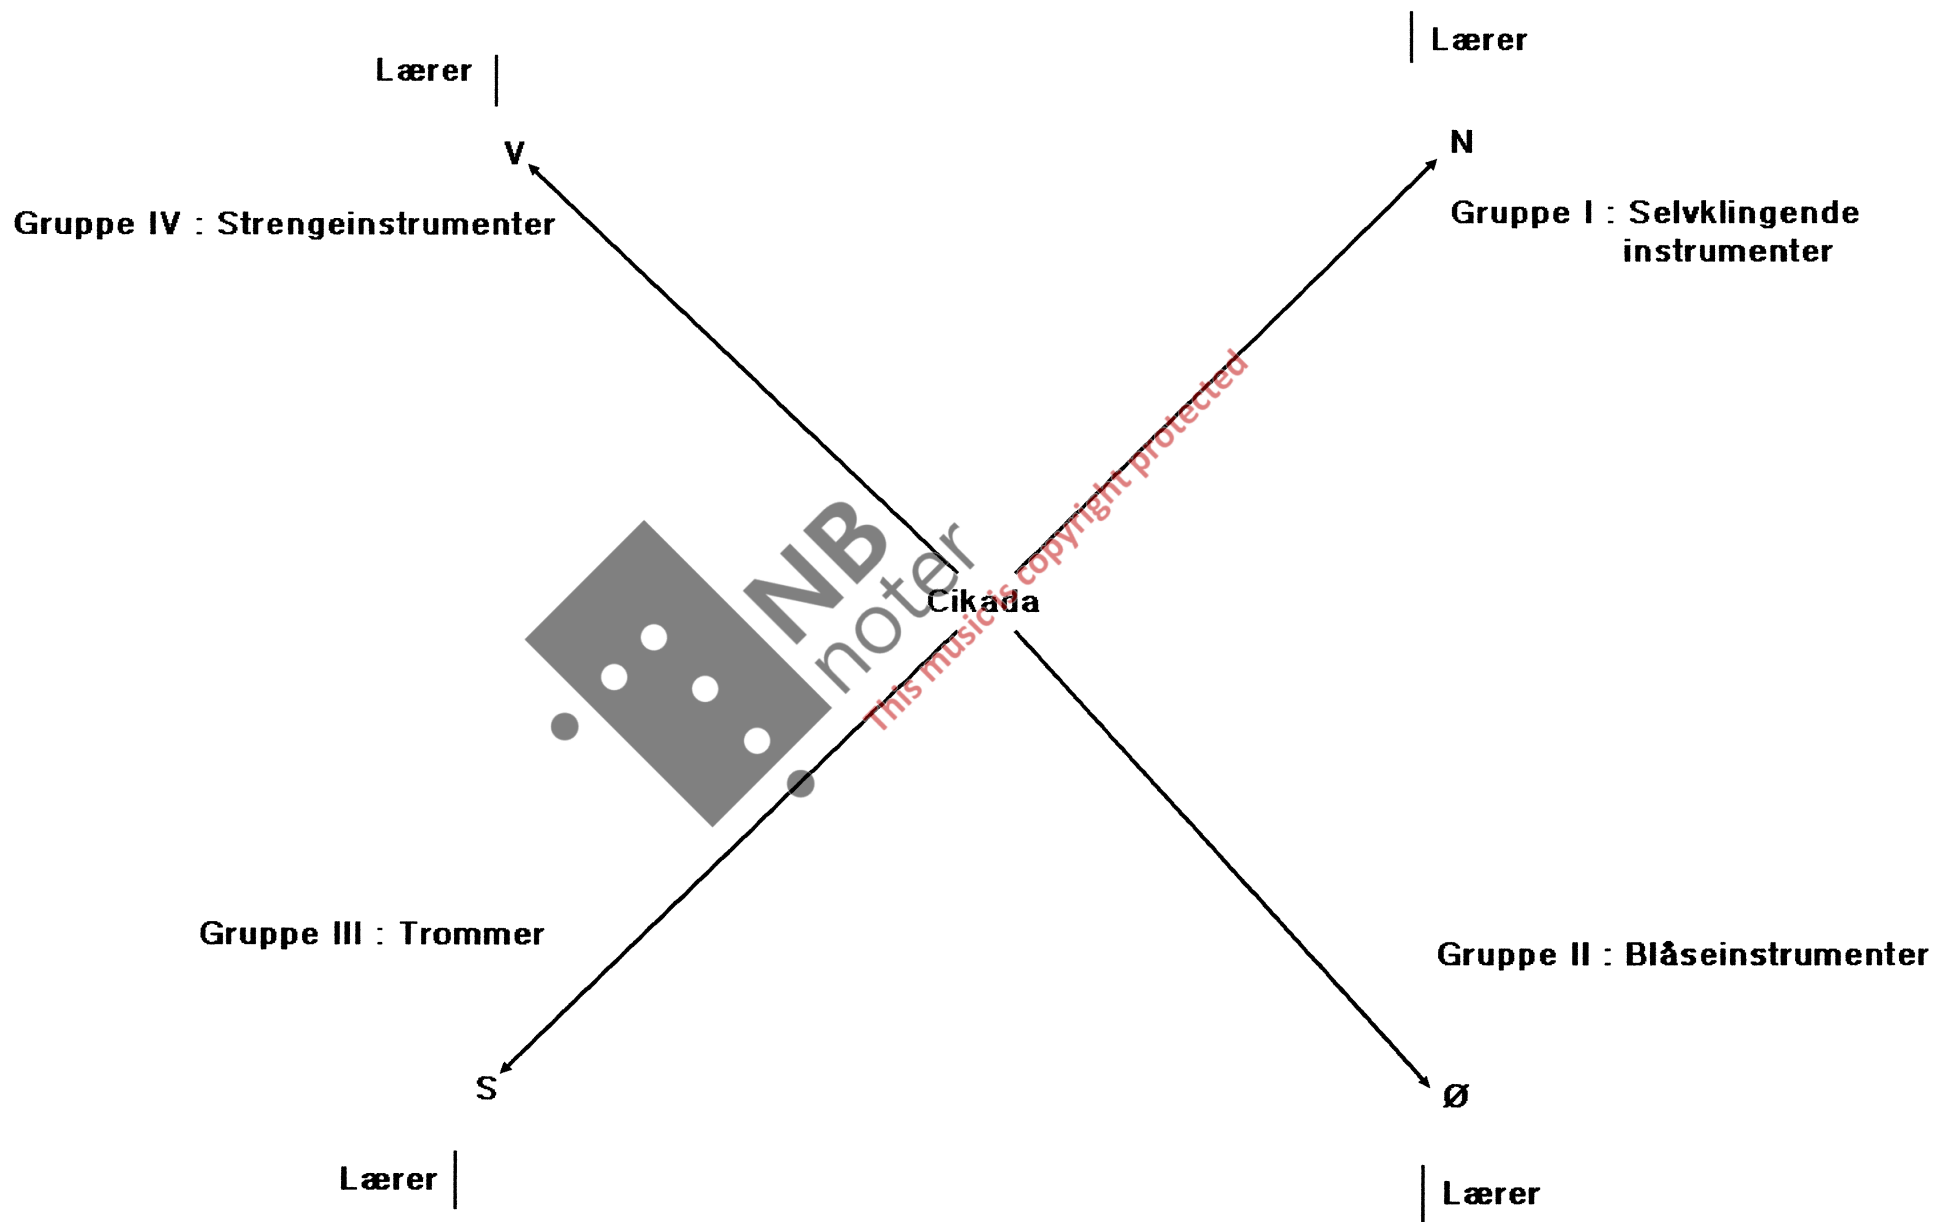 Lærer
Lærer
V
N
Gruppe IV : Strengeinstrumenter
Gruppe I : Selvklingende
instrumenter
This music is copyright protected
NB
noter
Cikada
Gruppe III : Trommer
Gruppe II : Blåseinstrumenter
S
Ø
Lærer
Lærer